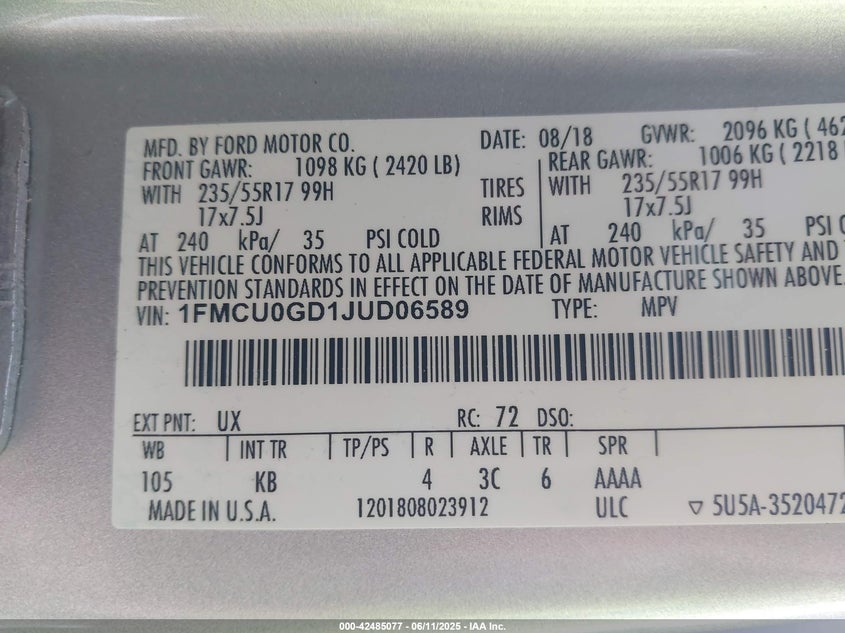 MFD. BY FORD MOTOR CO. DATE: 08/18 GVWR: 2096 KG ( 462
FRONT GAWR: 1098 KG ( 2420 LB) REAR GAWR: 1006 KG ( 2218
WITH 235/55R17 99H TIRES WITH 235/55R17 99H
17x7.5J RIMS 17x7.5J
AT 240 kPa/ 35 PSI COLD AT 240 kPa/ 35 PSI C
THIS VEHICLE CONFORMS TO ALL APPLICABLE FEDERAL MOTOR VEHICLE SAFETY AND
PREVENTION STANDARDS IN EFFECT ON THE DATE OF MANUFACTURE SHOWN ABOVE.
VIN: 1FMCU0GD1JUD06589 TYPE: MPV
EXT PNT: UX RC: 72 DSO:
WB INT TR TP/PS R AXLE TR SPR
105 KB 4 3C 6 AAAA
MADE IN U.S.A. 1201808023912 ULC ▽ 5U5A-3520472
000-42485077 - 06/11/2025 - IAA Inc.